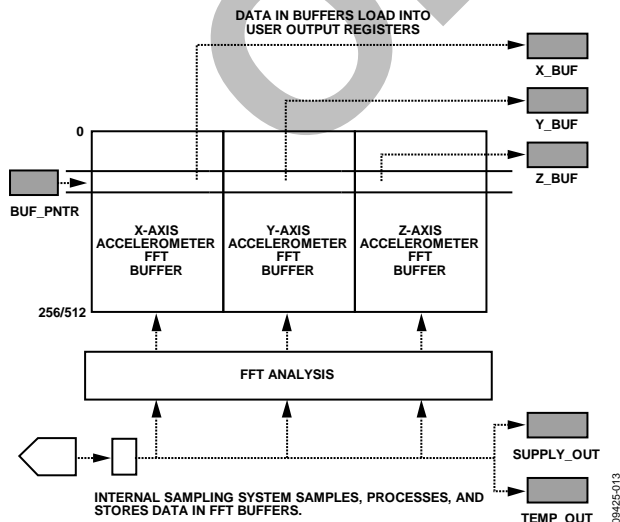 DATA IN BUFFERS LOAD INTO
USER OUTPUT REGISTERS
X_BUF
Y_BUF
0
Z_BUF
BUF_PNTR
X-AXIS
ACCELEROMETER
FFT
BUFFER
Y-AXIS
ACCELEROMETER
FFT
BUFFER
Z-AXIS
ACCELEROMETER
FFT
BUFFER
256/512
FFT ANALYSIS
SUPPLY_OUT
INTERNAL SAMPLING SYSTEM SAMPLES, PROCESSES, AND
STORES DATA IN FFT BUFFERS.
TEMP_OUT
09425-013